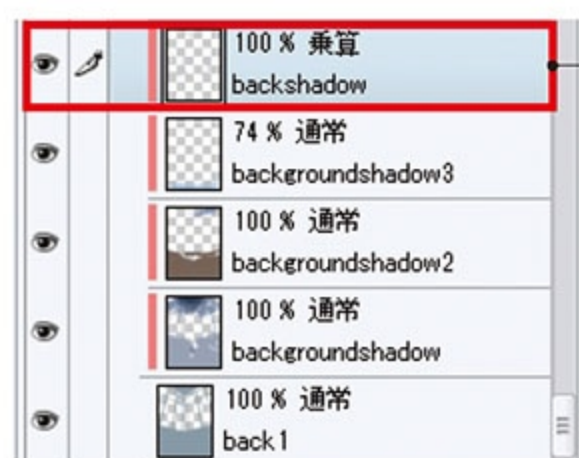 100 % 乗算
backshadow
74 % 通常
backgroundshadow3
100 % 通常
backgroundshadow2
100 % 通常
backgroundshadow
100 % 通常
back1